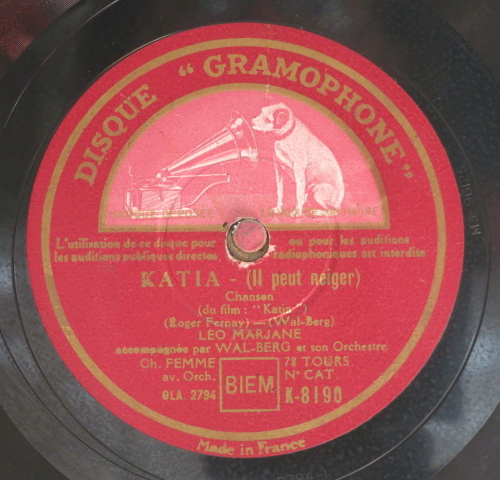 DISQUE "GRAMOPHONE"
L'utilisation de ce disque pour ou pour les auditions
les auditions publiques directes radiophoniques est interdite
KATIA - (Il peut neiger)
Chanson
(du film : "Katia")
(Roger Fernay) — (Wal-Berg)
LEO MARJANE
accompagnée par WAL-BERG et son Orchestre
Ch. FEMME 78 TOURS
av. Orch. BIEM No CAT.
OLA. 2794 K-8190
Made in France